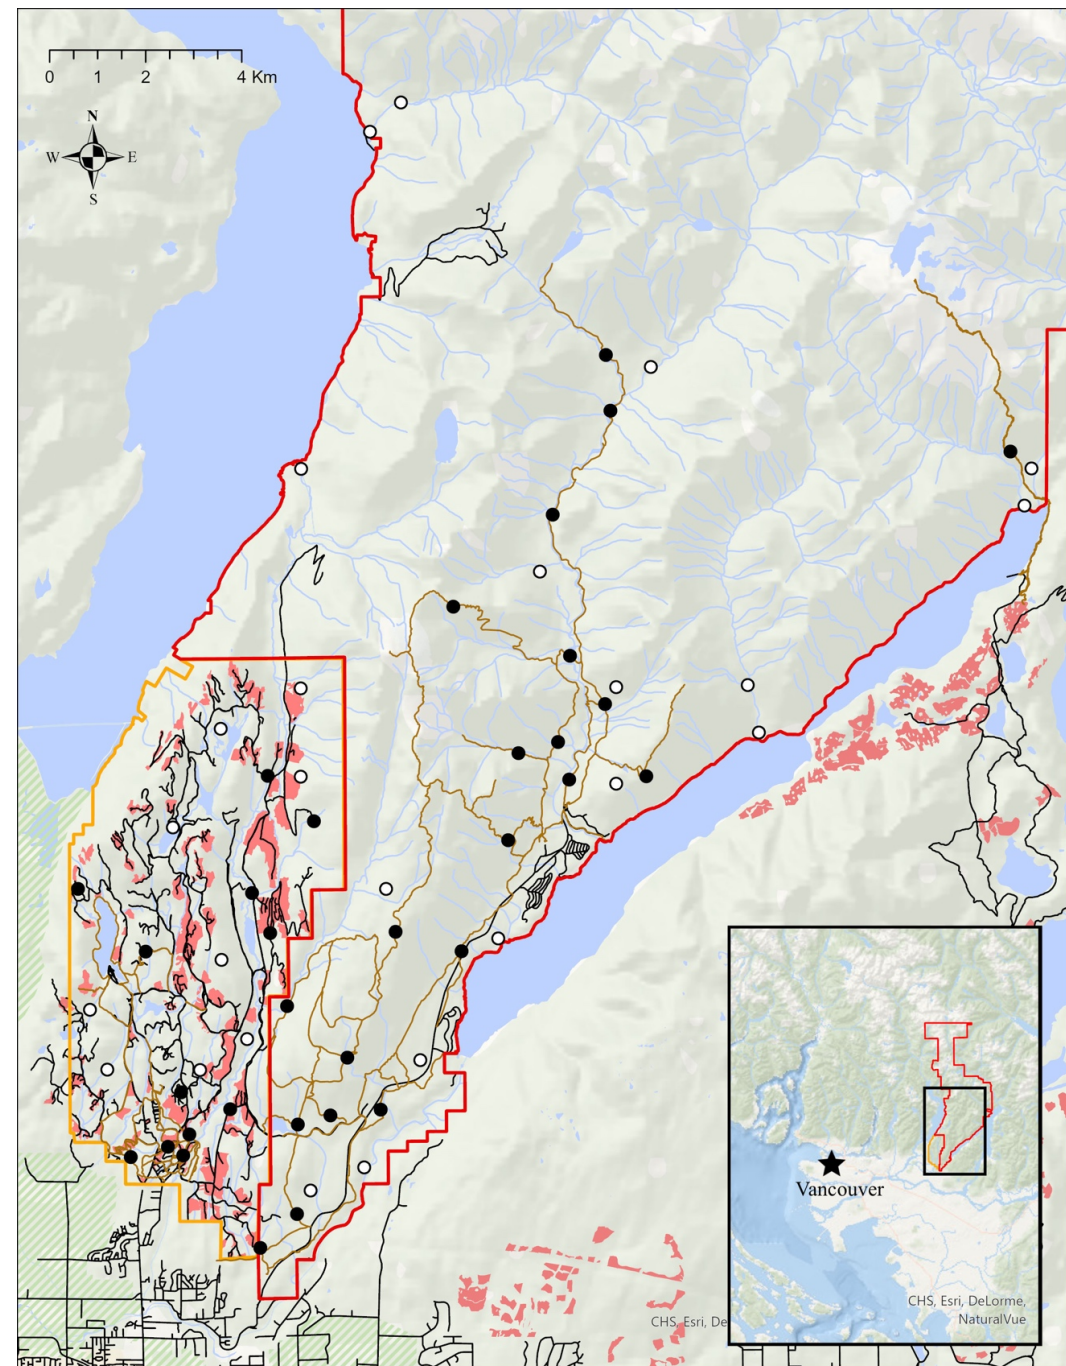 0 1 2 4 Km
N
W E
S
Vancouver
CHS, Esri, DeLorme,
NaturalVue
CHS, Esri, De